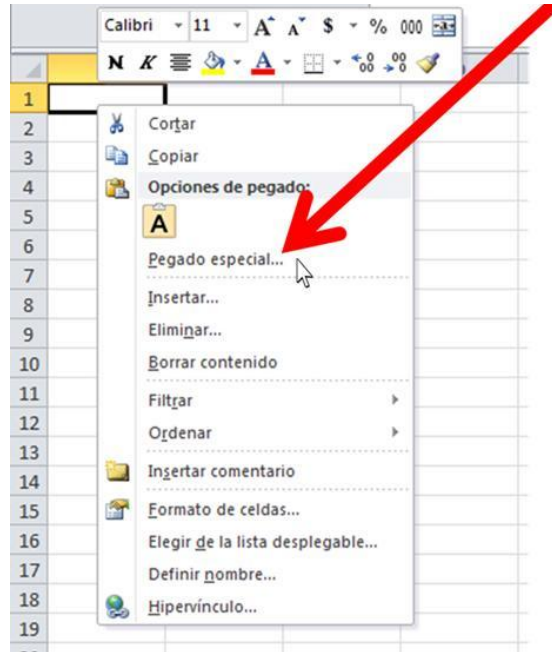 Calibri 11 A A $ % 000
N K A
1
2
Cortar
3
Copiar
4
Opciones de pegado:
5
A
6
Pegado especial...
7
8
Insertar...
9
Eliminar...
10
Borrar contenido
11
Filtrar
12
Ordenar
13
14
Insertar comentario
15
Formato de celdas...
16
Elegir de la lista desplegable...
17
Definir nombre...
18
Hipervínculo...
19